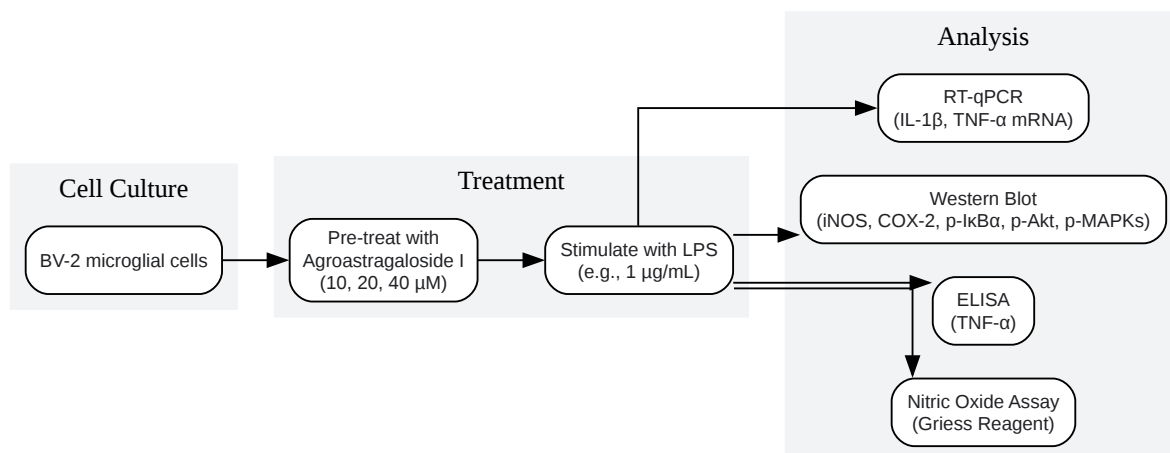 Cell Culture
BV-2 microglial cells
Treatment
Pre-treat with
Agroastragaloside I
(10, 20, 40 µM)
Stimulate with LPS
(e.g., 1 µg/mL)
Analysis
RT-qPCR
(IL-1β, TNF-α mRNA)
Western Blot
(iNOS, COX-2, p-IκBα, p-Akt, p-MAPKs)
ELISA
(TNF-α)
Nitric Oxide Assay
(Griess Reagent)